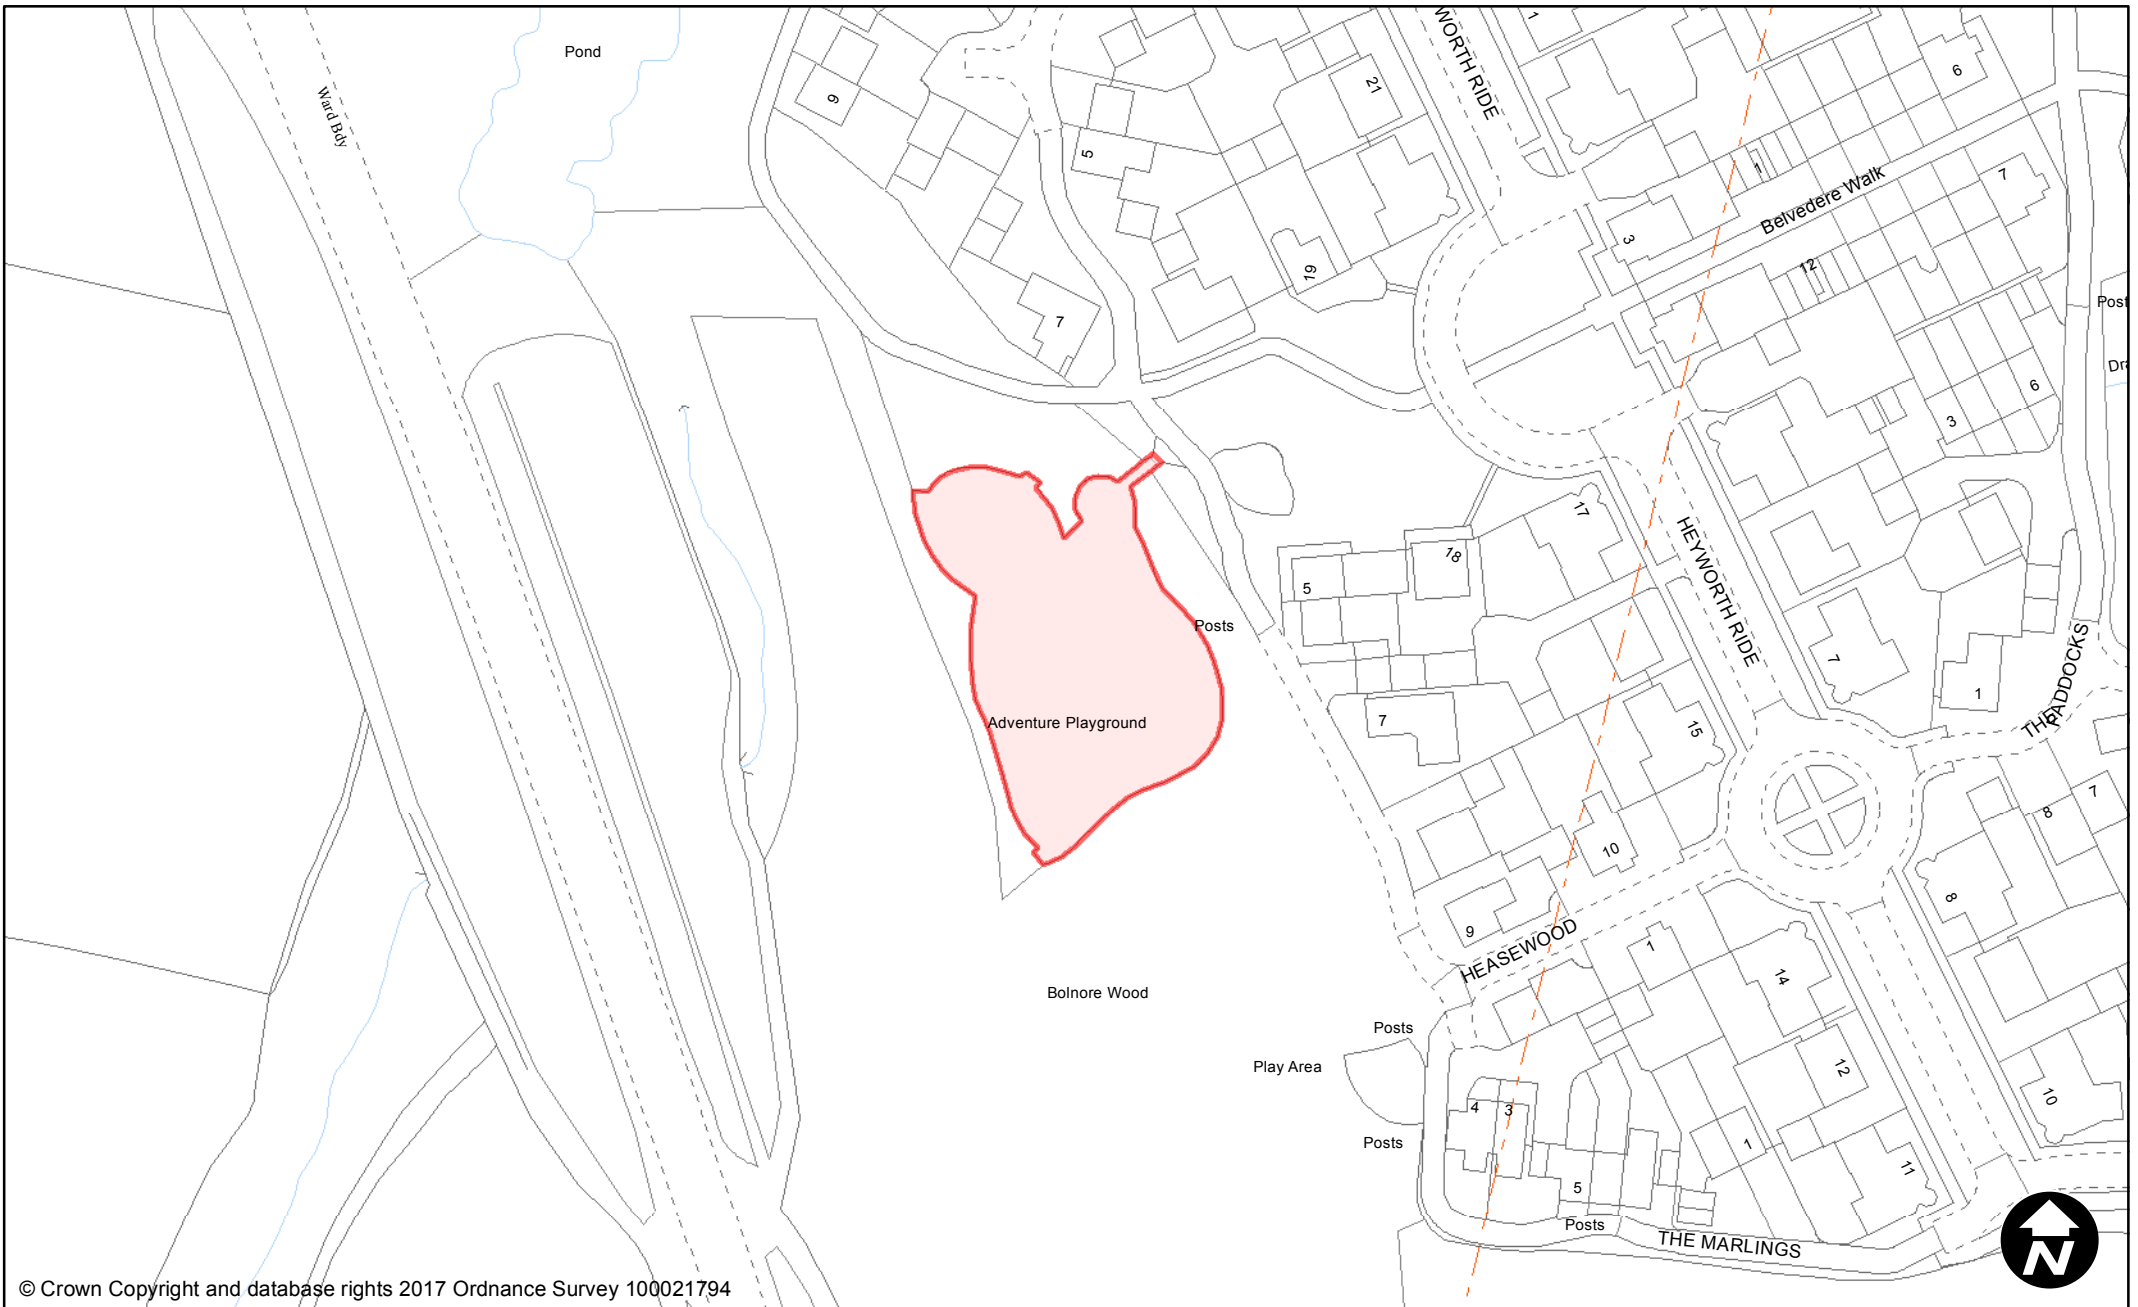 Pond
Ward Bdy
9
5
21
WORTH RIDE
1
6
1
Belvedere Walk
7
3
12
19
7
Post
Dra
6
3
17
18
5
HEYWORTH RIDE
Posts
7
1
THE PADDOCKS
Adventure Playground
7
15
7
8
10
8
9
HEASEWOOD
1
14
Bolnore Wood
Posts
Play Area
12
10
4
3
Posts
1
11
5
Posts
THE MARLINGS
N
© Crown Copyright and database rights 2017 Ordnance Survey 100021794